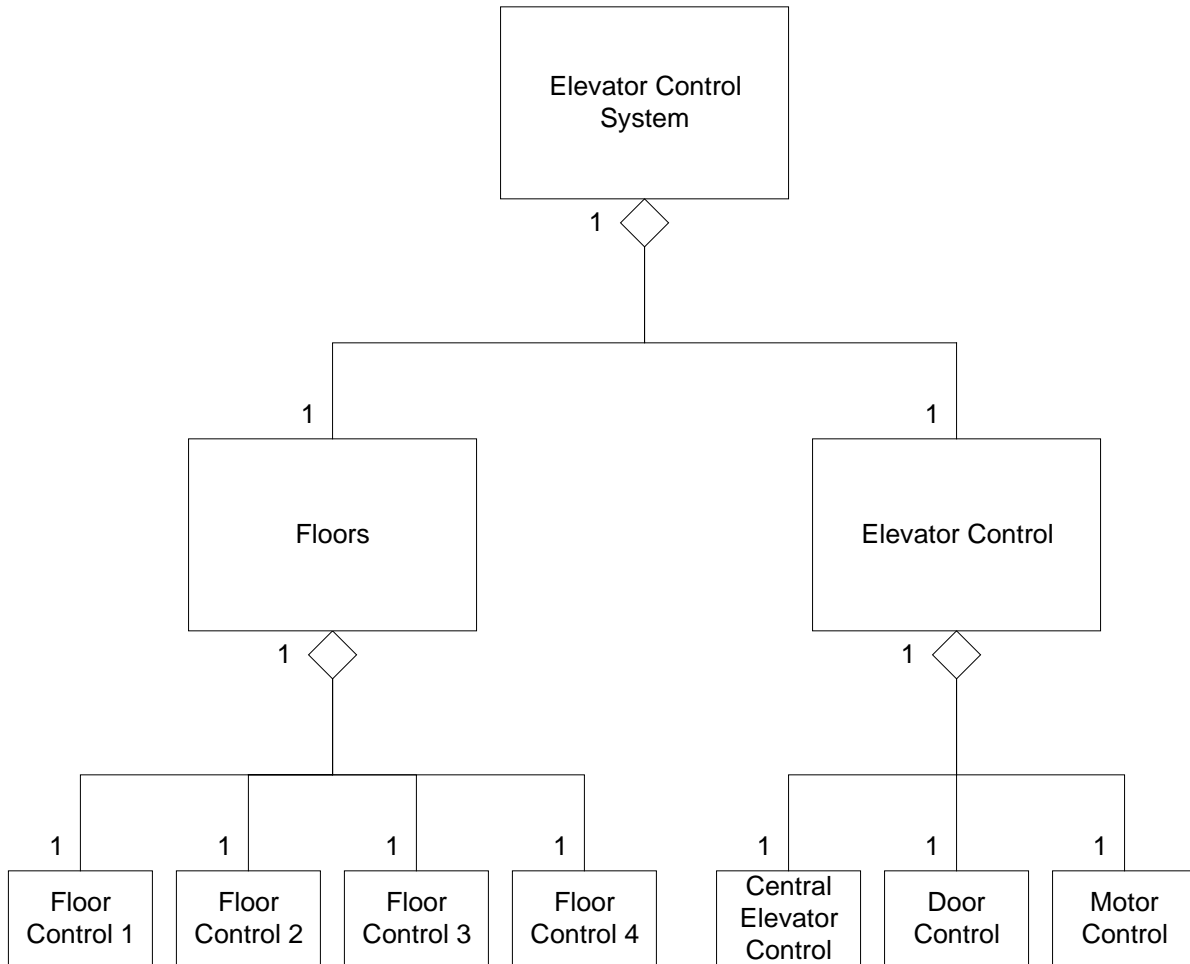 Elevator Control
System
1
1
1
Floors
Elevator Control
1
1
1
1
1
1
1
1
1
Floor
Control 1
Floor
Control 2
Floor
Control 3
Floor
Control 4
Central
Elevator
Control
Door
Control
Motor
Control